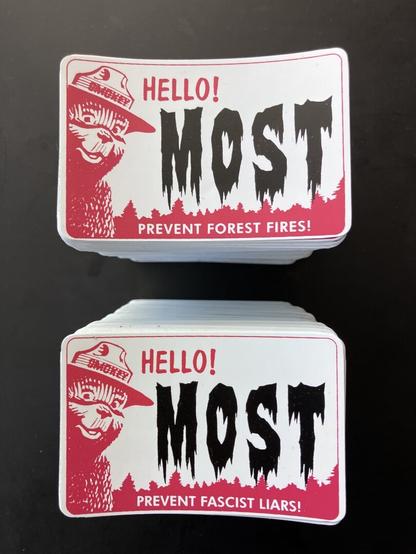 SMOKEY
HELLO!
MOST
PREVENT FOREST FIRES!
SMOKEY
HELLO!
MOST
PREVENT FASCIST LIARS!